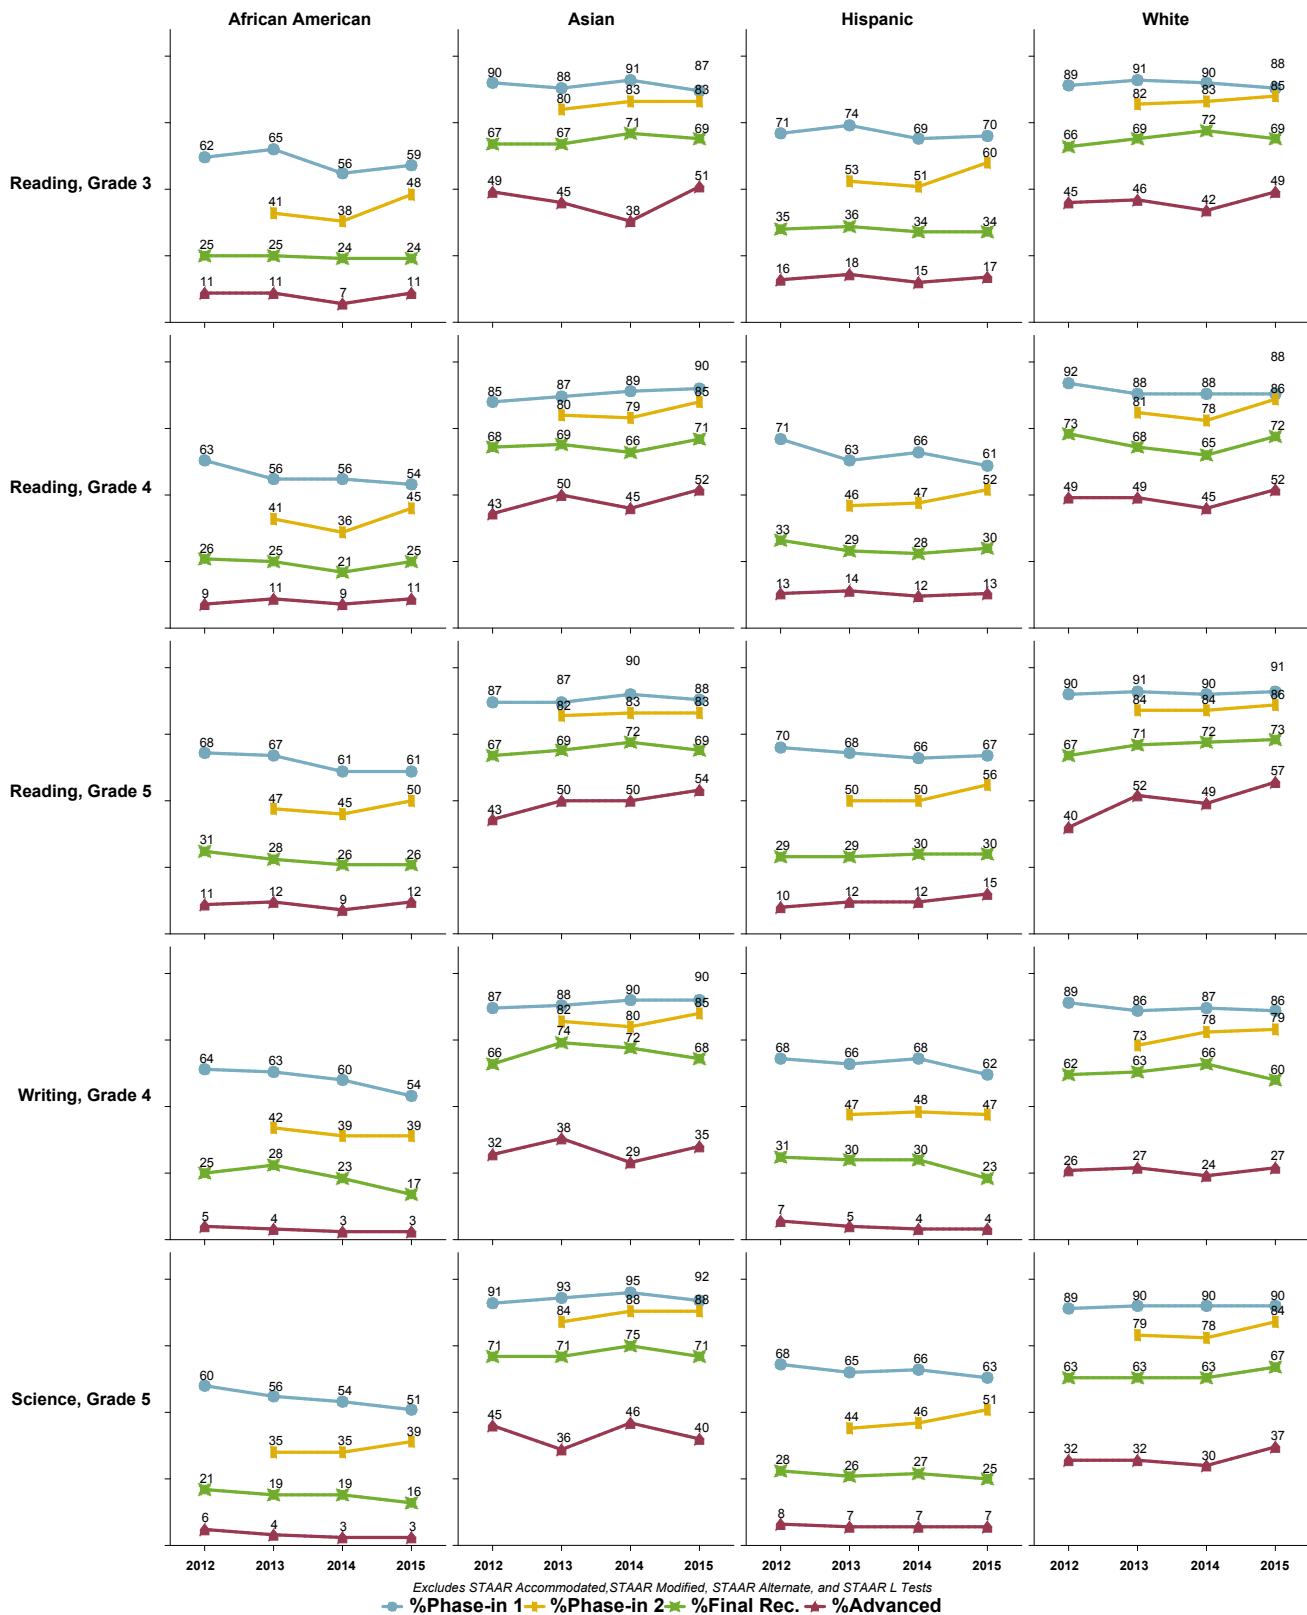 African American Asian Hispanic White
Reading, Grade 3
62 65 56 59
41 38 48
25 25 24 24
11 11 7 11
90 88 91 87
80 83 83
67 67 71 69
49 45 38 51
71 74 69 70
53 51 60
35 36 34 34
16 18 15 17
89 91 90 88
82 83 85
66 69 72 69
45 46 42 49
Reading, Grade 4
63 56 56 54
41 36 45
26 25 21 25
9 11 9 11
85 87 89 90
80 79 85
68 69 66 71
43 50 45 52
71 63 66 61
46 47 52
33 29 28 30
13 14 12 13
92 88 88 88
81 78 86
73 68 65 72
49 49 45 52
Reading, Grade 5
68 67 61 61
47 45 50
31 28 26 26
11 12 9 12
87 87 90 88
82 83 83
67 69 72 69
43 50 50 54
70 68 66 67
50 50 56
29 29 30 30
10 12 12 15
90 91 90 91
84 84 86
67 71 72 73
40 52 49 57
Writing, Grade 4
64 63 60 54
42 39 39
25 28 23 17
5 4 3 3
87 88 90 90
82 80 85
66 74 72 68
32 38 29 35
68 66 68 62
47 48 47
31 30 30 23
7 5 4 4
89 86 87 86
73 78 79
62 63 66 60
26 27 24 27
Science, Grade 5
60 56 54 51
35 35 39
21 19 19 16
6 4 3 3
91 93 95 92
84 88 88
71 71 75 71
45 36 46 40
68 65 66 63
44 46 51
28 26 27 25
8 7 7 7
89 90 90 90
79 78 84
63 63 63 67
32 32 30 37
2012 2013 2014 2015 2012 2013 2014 2015 2012 2013 2014 2015 2012 2013 2014 2015
Excludes STAAR Accommodated,STAAR Modified, STAAR Alternate, and STAAR L Tests
%Phase-in 1 %Phase-in 2 %Final Rec. %Advanced